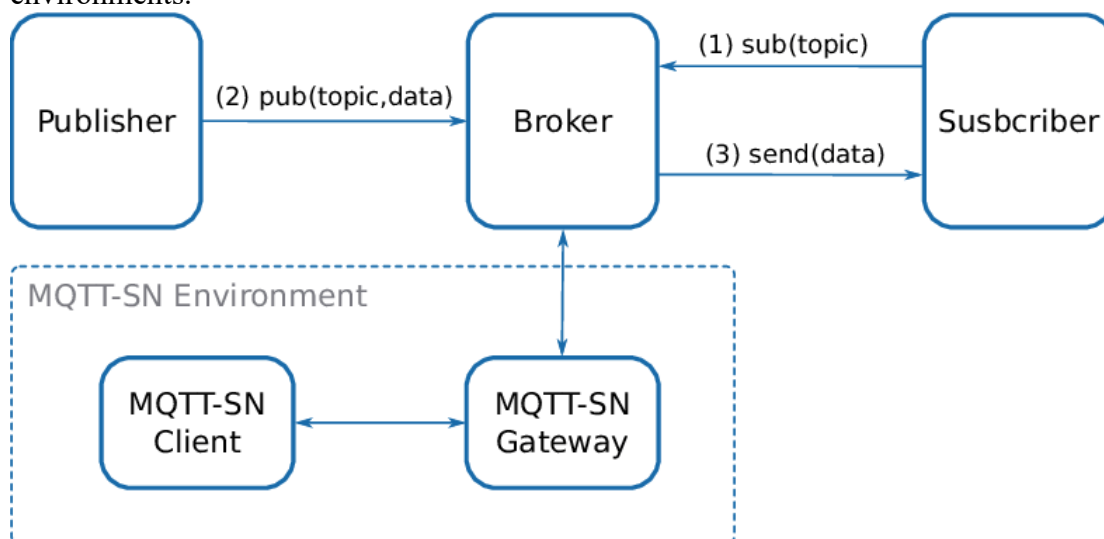 environments.
(1) sub(topic)
(2) pub(topic,data)
Publisher
Broker
Susbcriber
(3) send(data)
MQTT-SN Environment
MQTT-SN
Client
MQTT-SN
Gateway